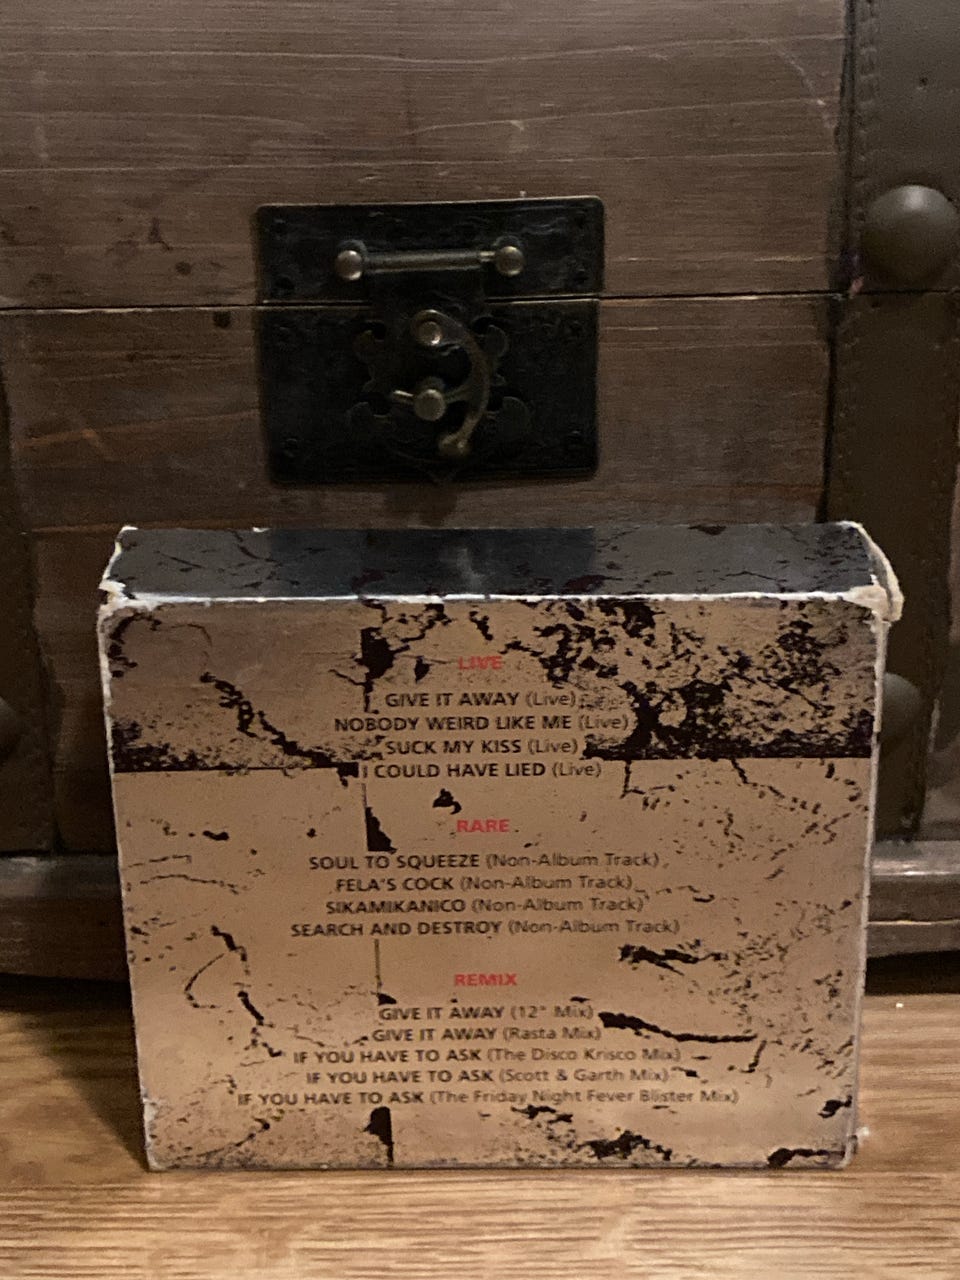 LIVE
GIVE IT AWAY (Live)
NOBODY WEIRD LIKE ME (Live)
SUCK MY KISS (Live)
I COULD HAVE LIED (Live)
RARE
SOUL TO SQUEEZE (Non-Album Track)
FELA'S COCK (Non-Album Track)
SIKAMIKANICO (Non-Album Track)
SEARCH AND DESTROY (Non-Album Track)
REMIX
GIVE IT AWAY (12" Mix)
GIVE IT AWAY (Rasta Mix)
IF YOU HAVE TO ASK (The Disco Krisco Mix)
IF YOU HAVE TO ASK (Scott & Garth Mix)
IF YOU HAVE TO ASK (The Friday Night Fever Blister Mix)